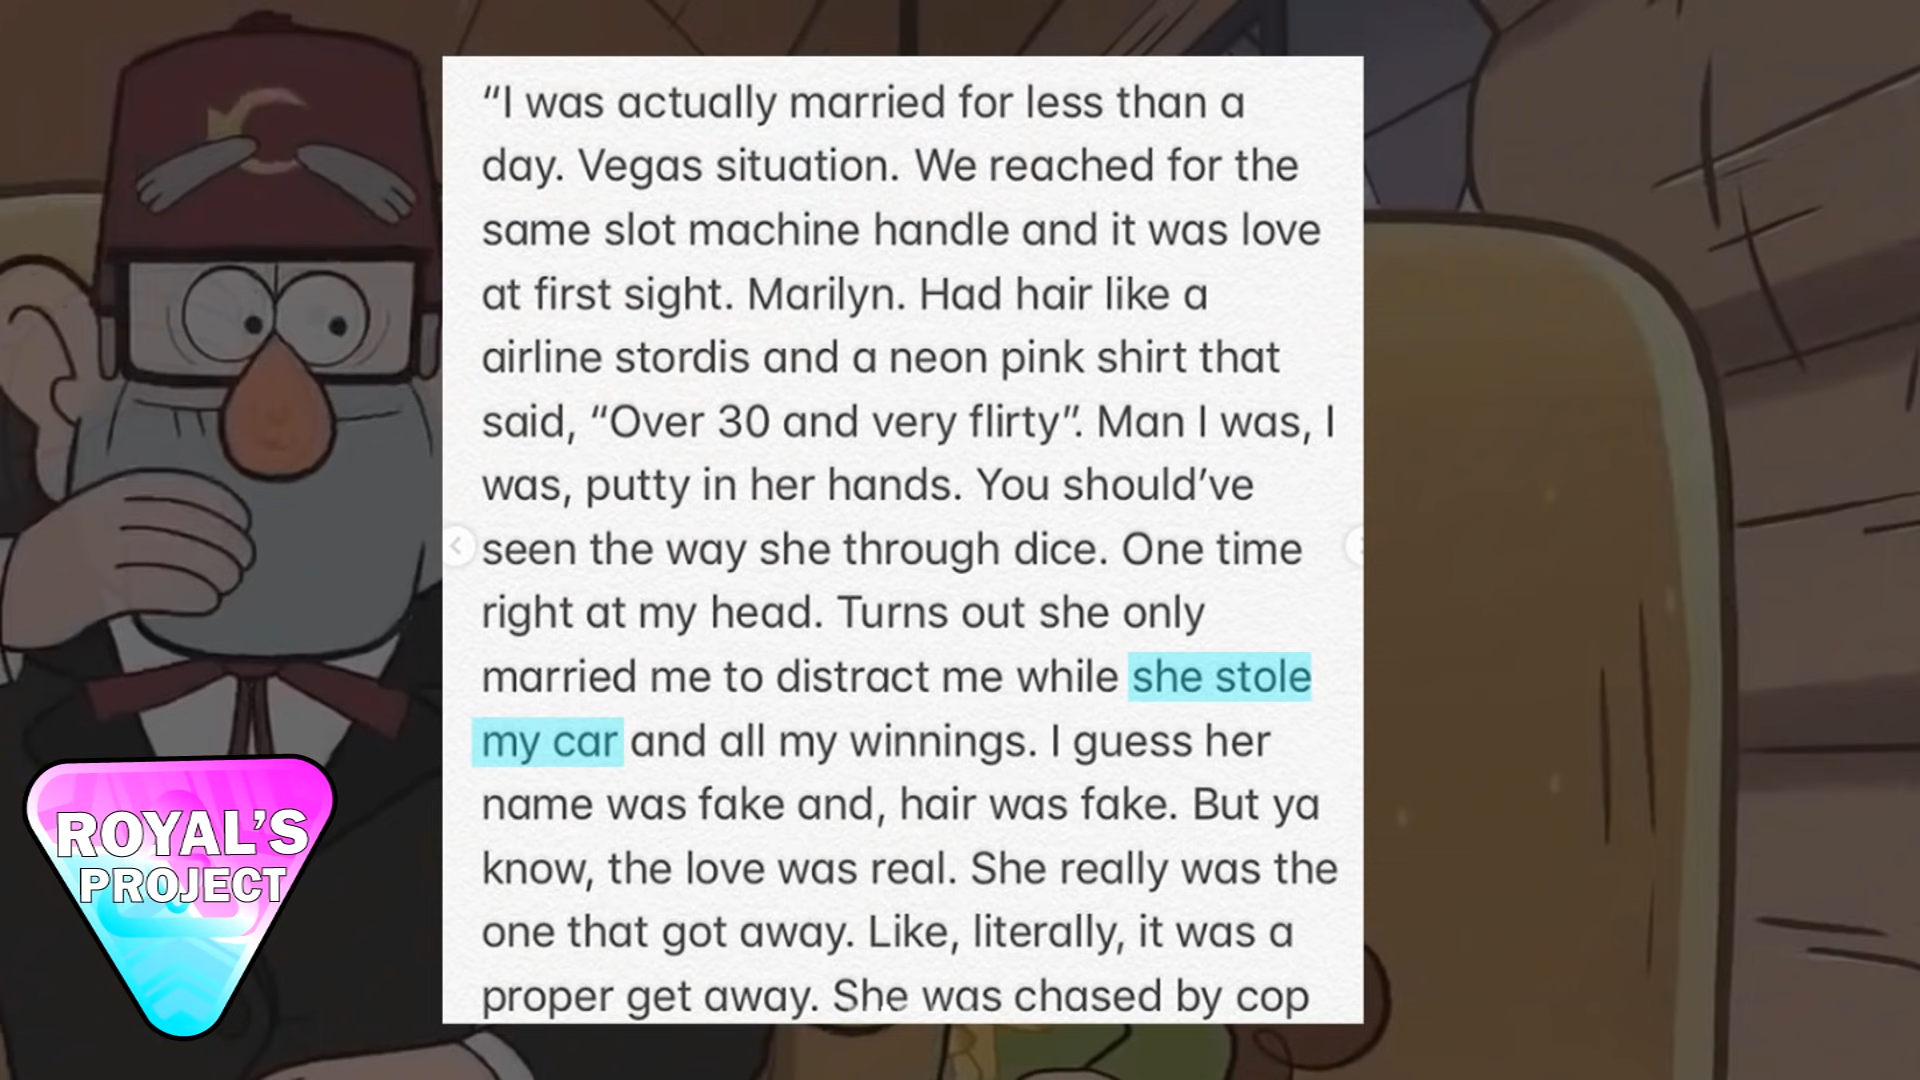 “I was actually married for less than a
day. Vegas situation. We reached for the
same slot machine handle and it was love
at first sight. Marilyn. Had hair like a
airline stordis and a neon pink shirt that
said, “Over 30 and very flirty”. Man I was, I
was, putty in her hands. You should’ve
seen the way she through dice. One time
right at my head. Turns out she only
married me to distract me while she stole
my car and all my winnings. I guess her
name was fake and, hair was fake. But ya
know, the love was real. She really was the
one that got away. Like, literally, it was a
proper get away. She was chased by cop
ROYAL’S
PROJECT